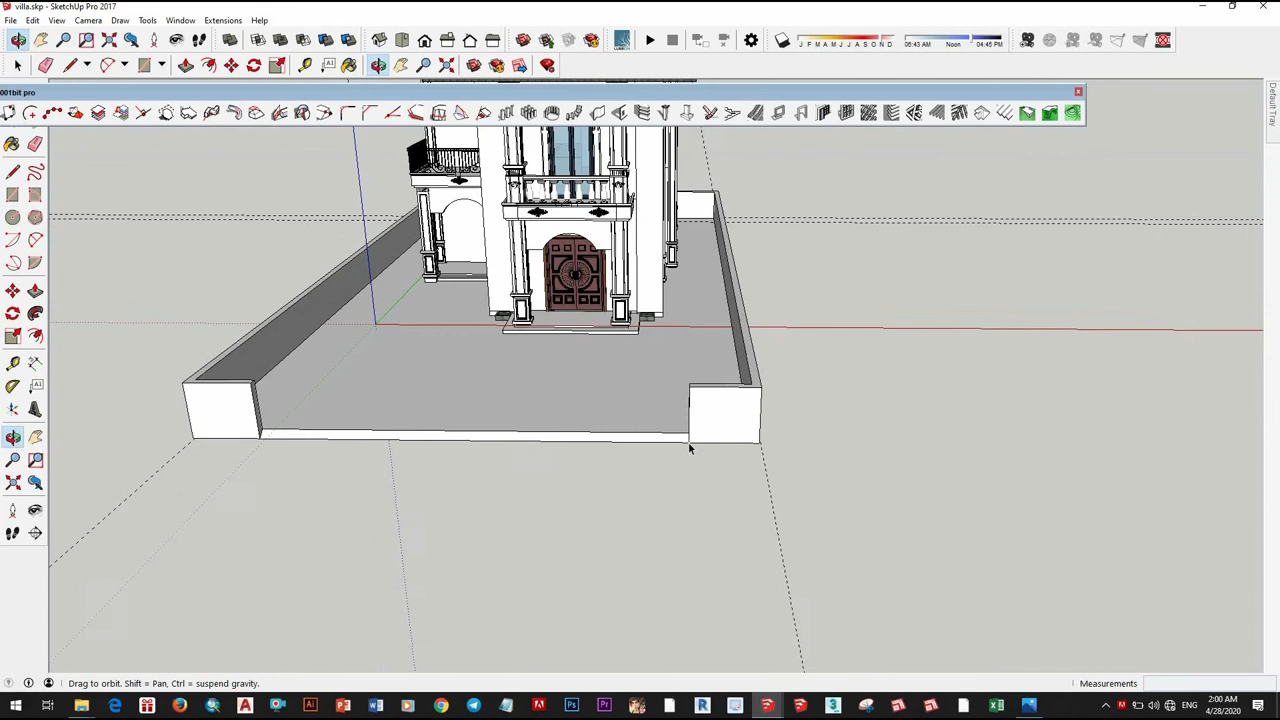 villa.skp - SketchUp Pro 2017
File Edit View Camera Draw Tools Window Extensions Help
J F M A M J J A S O N D
06:43 AM Noon 04:45 PM
001bit pro
Default Tray
Drag to orbit. Shift = Pan, Ctrl = suspend gravity.
Measurements
ENG
2:00 AM
4/28/2020